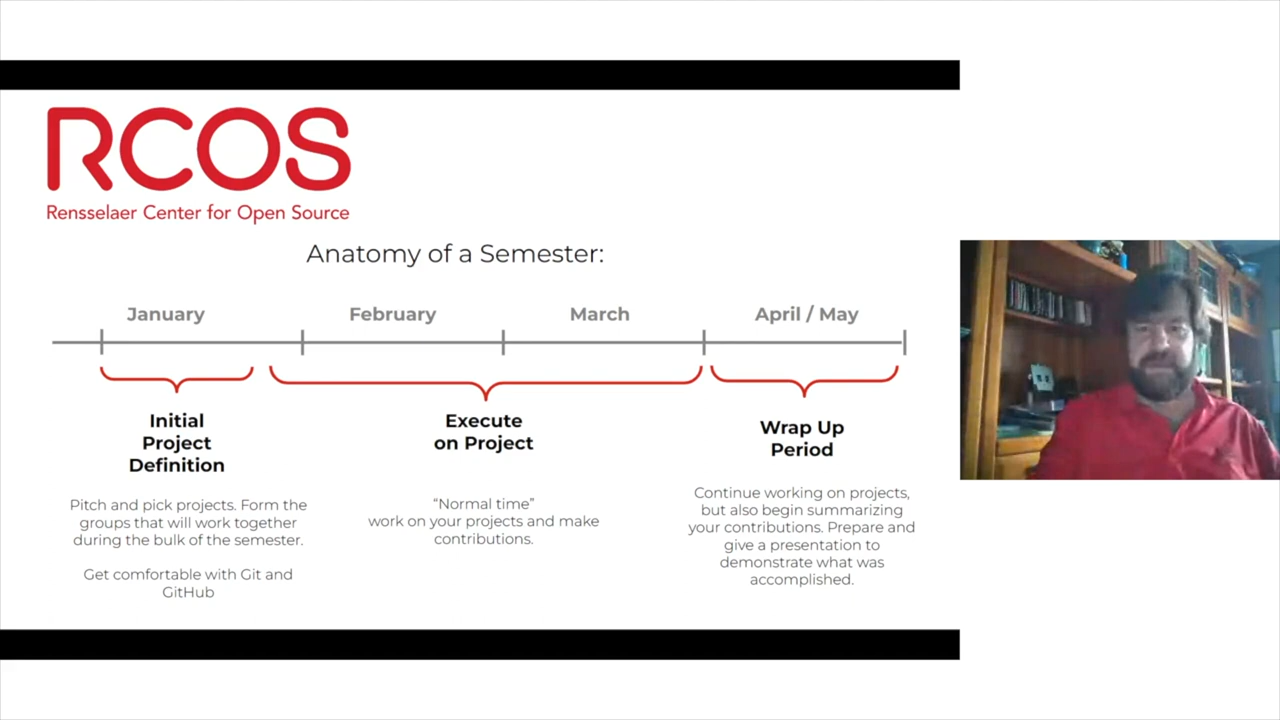 RCOS
Rensselaer Center for Open Source
Anatomy of a Semester:
January
February
March
April / May
Initial
Project
Definition
Pitch and pick projects. Form the
groups that will work together
during the bulk of the semester.
Get comfortable with Git and
GitHub
Execute
on Project
“Normal time”
work on your projects and make
contributions.
Wrap Up
Period
Continue working on projects,
but also begin summarizing
your contributions. Prepare and
give a presentation to
demonstrate what was
accomplished.